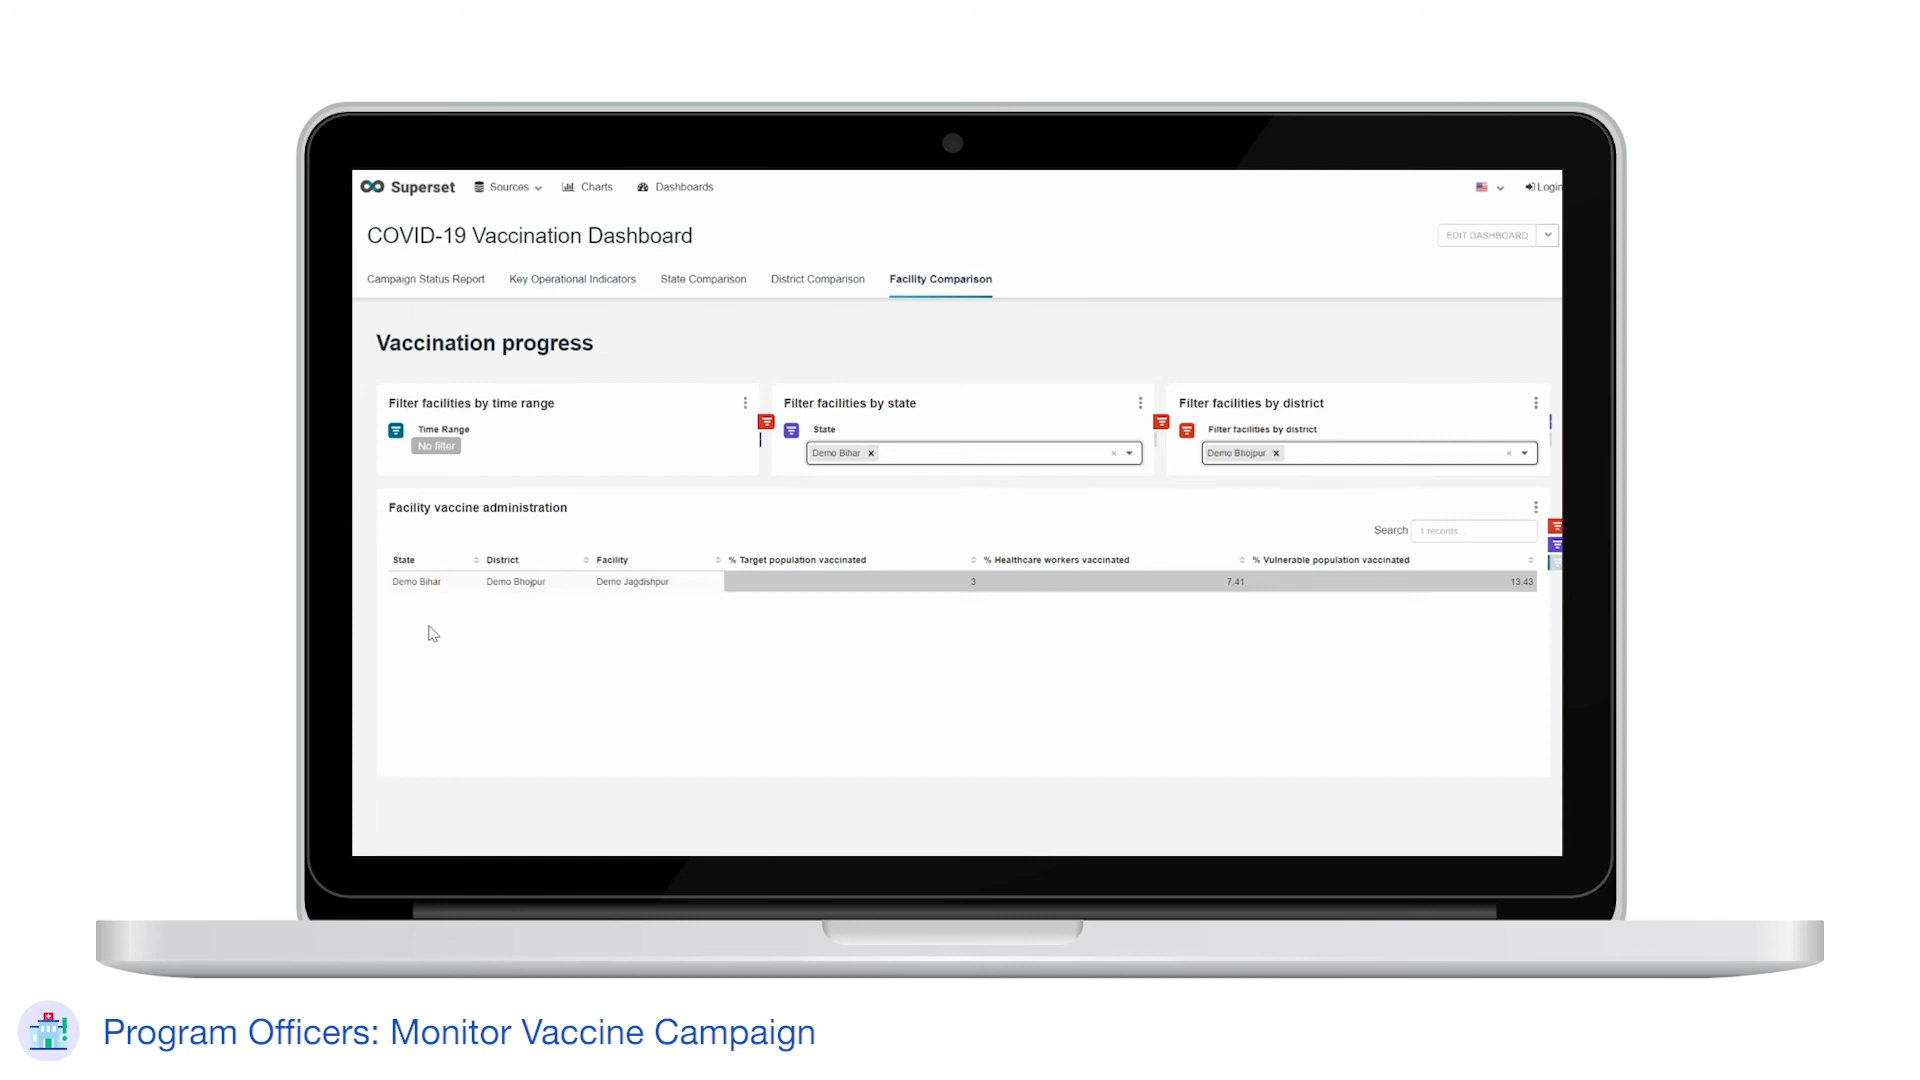 Superset Sources Charts Dashboards Login
COVID-19 Vaccination Dashboard EDIT DASHBOARD
Campaign Status Report Key Operational Indicators State Comparison District Comparison Facility Comparison
Vaccination progress
Filter facilities by time range
Time Range
No filter
Filter facilities by state
State
Demo Bihar x
Filter facilities by district
Filter facilities by district
Demo Bhojpur x
Facility vaccine administration
Search 1 records...
State District Facility % Target population vaccinated % Healthcare workers vaccinated % Vulnerable population vaccinated
Demo Bihar Demo Bhojpur Demo Jagdishpur 3 7.41 13.43
Program Officers: Monitor Vaccine Campaign